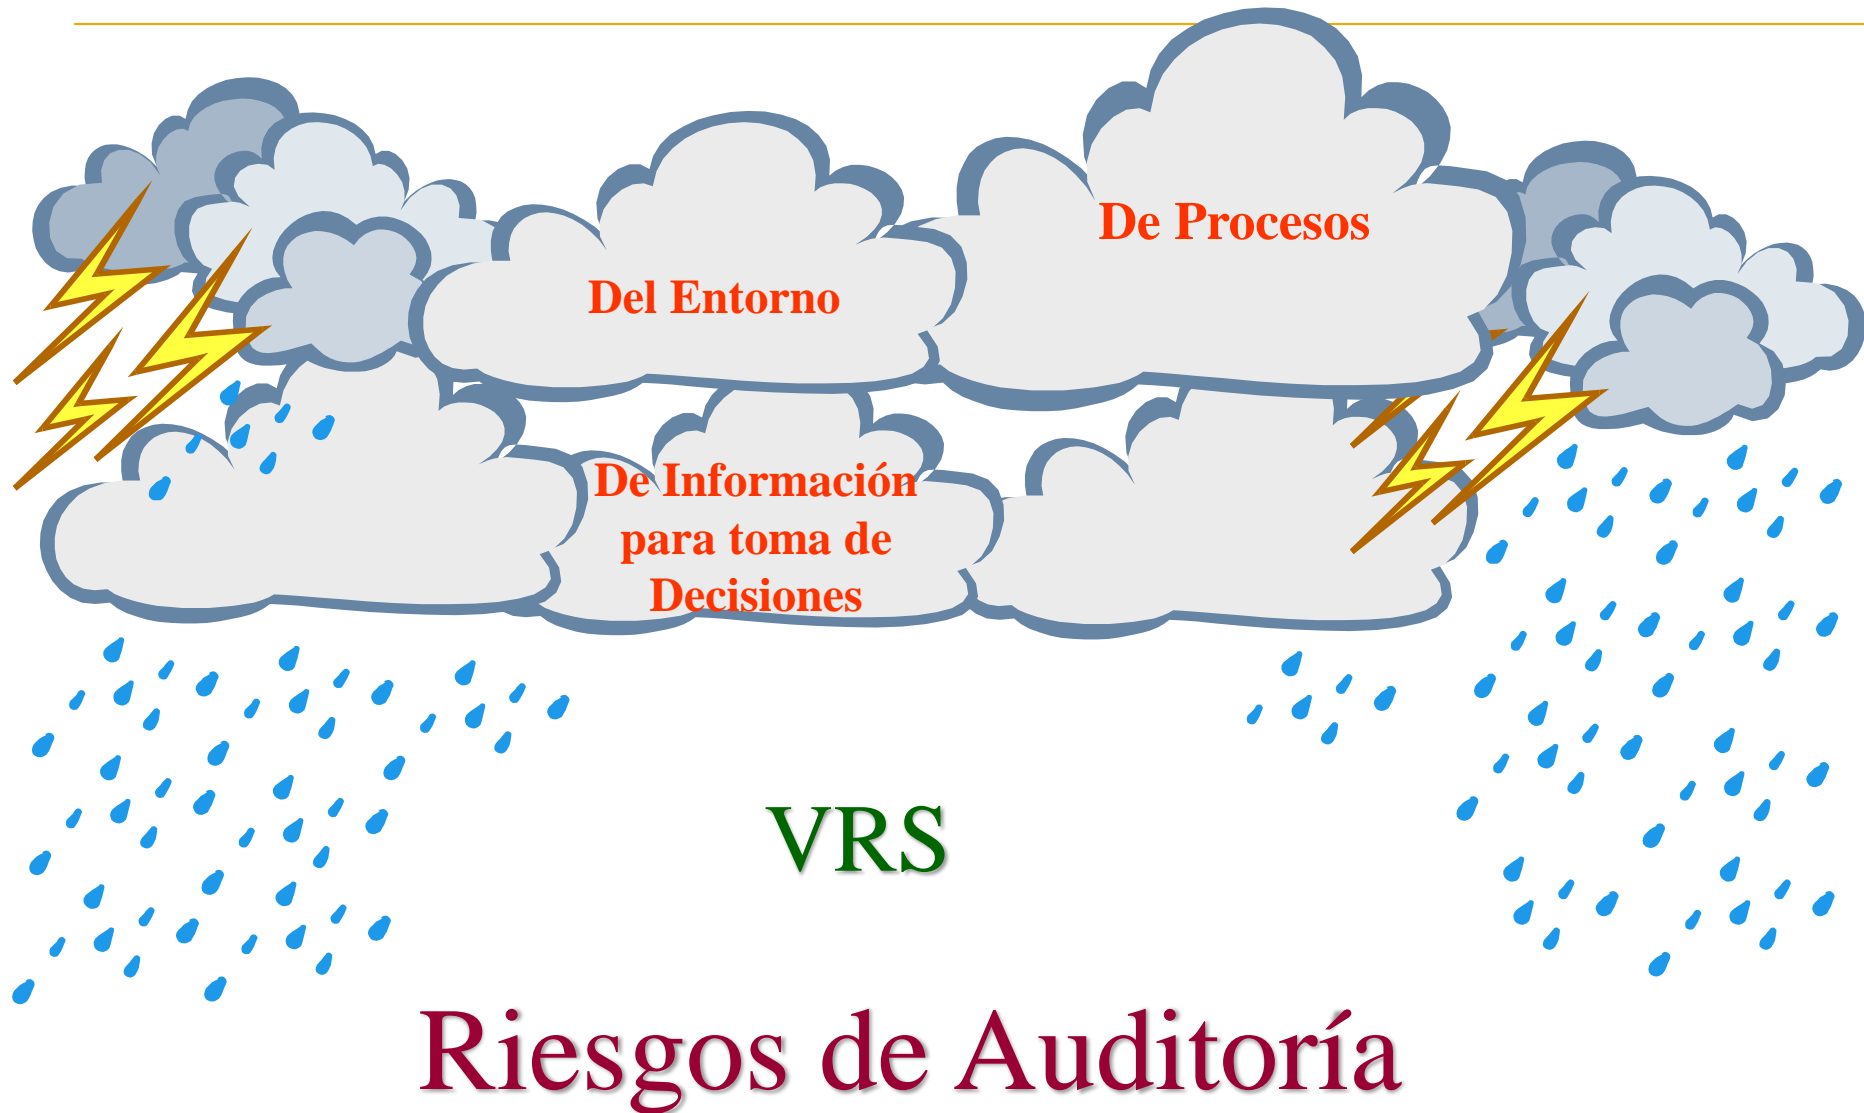 De Procesos
Del Entorno
De Información
para toma de
Decisiones
VRS
Riesgos de Auditoría